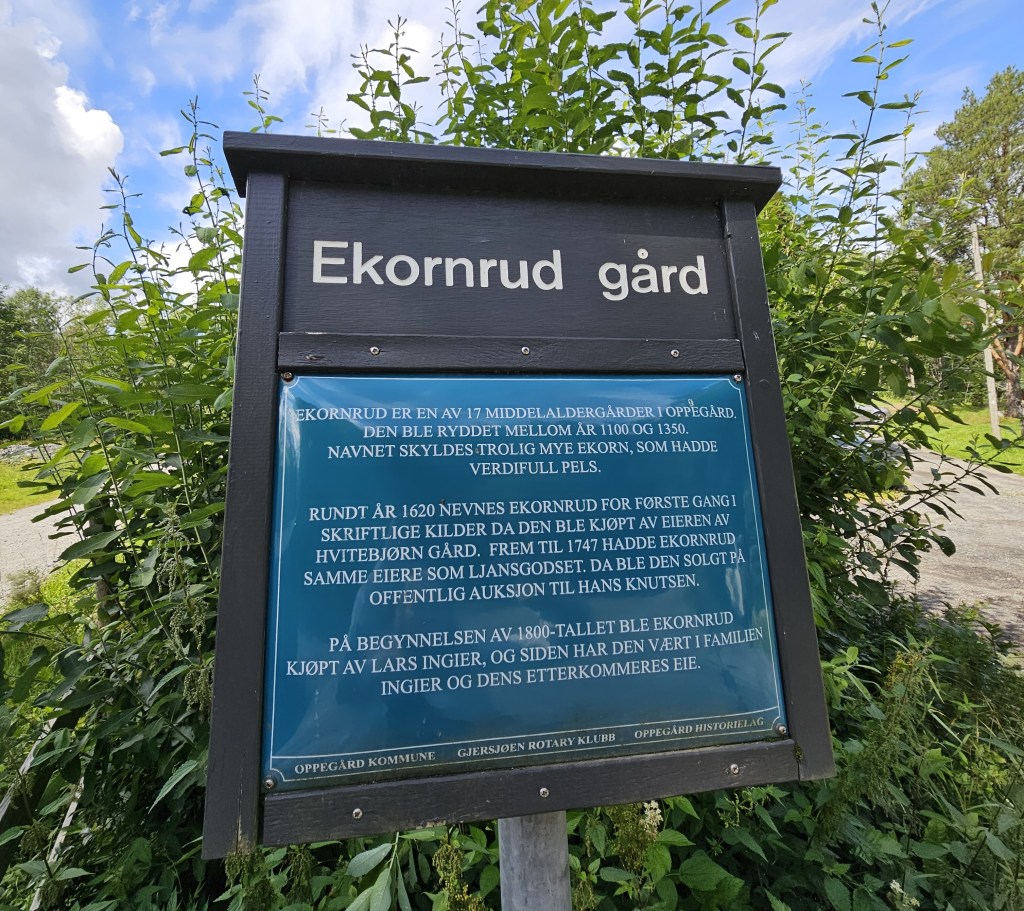 Ekornrud gård
EKORNRUD ER EN AV 17 MIDDELALDERGÅRDER I OPPEGÅRD.
DEN BLE RYDDET MELLOM ÅR 1100 OG 1350.
NAVNET SKYLDES TROLIG MYE EKORN, SOM HADDE
VERDIFULL PELS.
RUNDT ÅR 1620 NEVNES EKORNRUD FOR FØRSTE GANG I
SKRIFTLIGE KILDER DA DEN BLE KJØPT AV EIEREN AV
HVITEBJØRN GÅRD. FREM TIL 1747 HADDE EKORNRUD
SAMME EIERE SOM LJANSGODSET. DA BLE DEN SOLGT PÅ
OFFENTLIG AUKSJON TIL HANS KNUTSEN.
PÅ BEGYNNELSEN AV 1800-TALLET BLE EKORNRUD
KJØPT AV LARS INGIER, OG SIDEN HAR DEN VÆRT I FAMILIEN
INGIER OG DENS ETTERKOMMERES EIE.
OPPEGÅRD KOMMUNE GJERSJØEN ROTARY KLUBB OPPEGÅRD HISTORIELAG